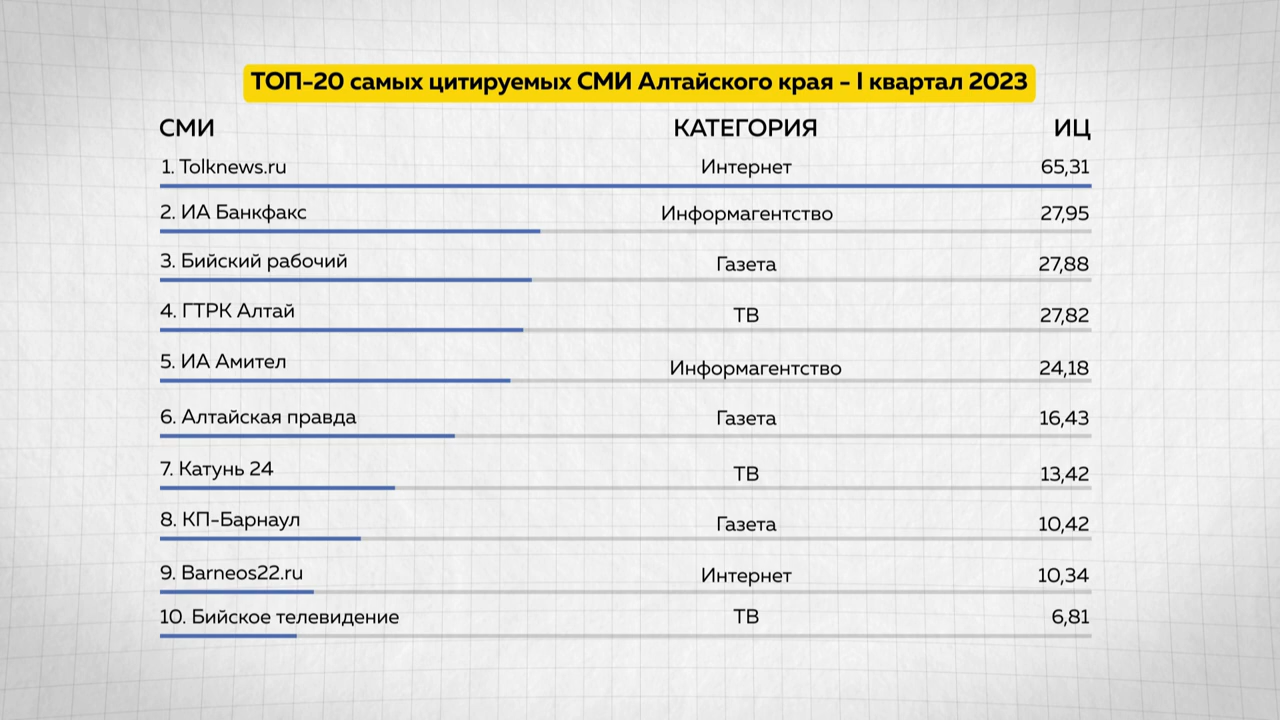 ТОП-20 самых цитируемых СМИ Алтайского края - I квартал 2023
СМИ КАТЕГОРИЯ ИЦ
1. Tolknews.ru Интернет 65,31
2. ИА Банкфакс Информагентство 27,95
3. Бийский рабочий Газета 27,88
4. ГТРК Алтай ТВ 27,82
5. ИА Амител Информагентство 24,18
6. Алтайская правда Газета 16,43
7. Катунь 24 ТВ 13,42
8. КП-Барнаул Газета 10,42
9. Barneos22.ru Интернет 10,34
10. Бийское телевидение ТВ 6,81